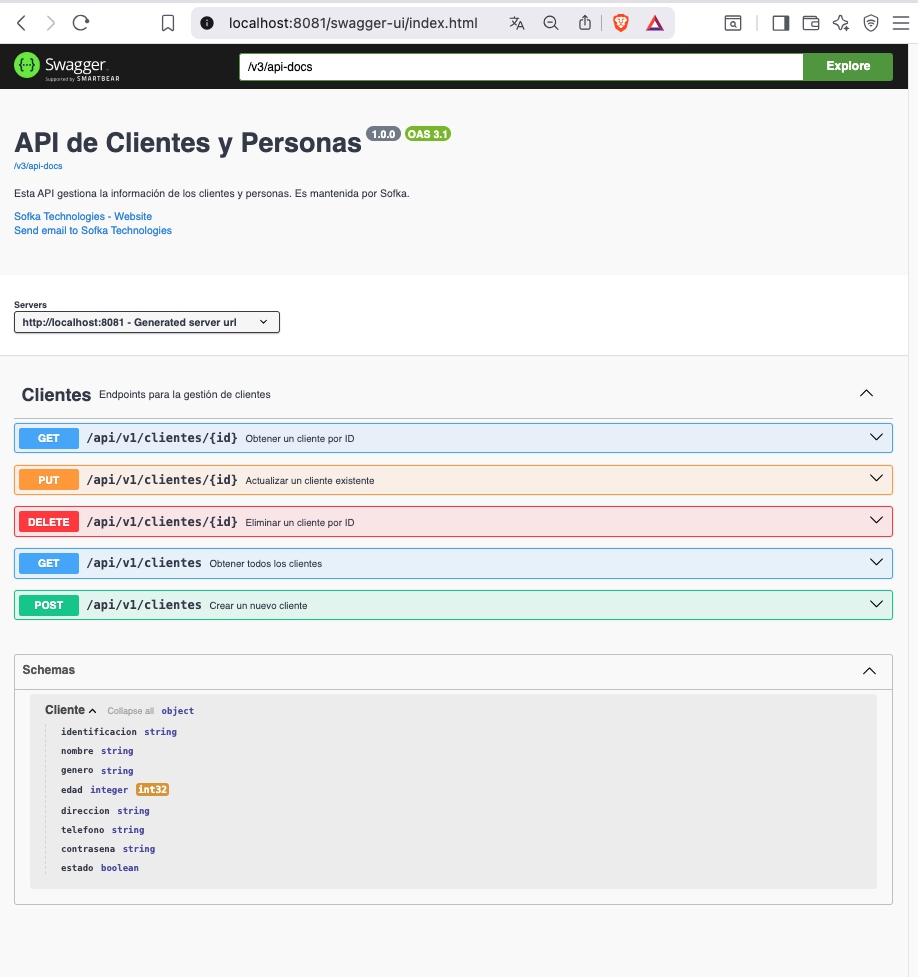 localhost:8081/swagger-ui/index.html
Swagger
Supported by SMARTBEAR
/v3/api-docs
Explore
API de Clientes y Personas 1.0.0 OAS 3.1
/v3/api-docs
Esta API gestiona la información de los clientes y personas. Es mantenida por Sofka.
Sofka Technologies - Website
Send email to Sofka Technologies
Servers
http://localhost:8081 - Generated server url
Clientes Endpoints para la gestión de clientes
GET /api/v1/clientes/{id} Obtener un cliente por ID
PUT /api/v1/clientes/{id} Actualizar un cliente existente
DELETE /api/v1/clientes/{id} Eliminar un cliente por ID
GET /api/v1/clientes Obtener todos los clientes
POST /api/v1/clientes Crear un nuevo cliente
Schemas
Cliente Collapse all object
identificacion string
nombre string
genero string
edad integer int32
direccion string
telefono string
contrasena string
estado boolean